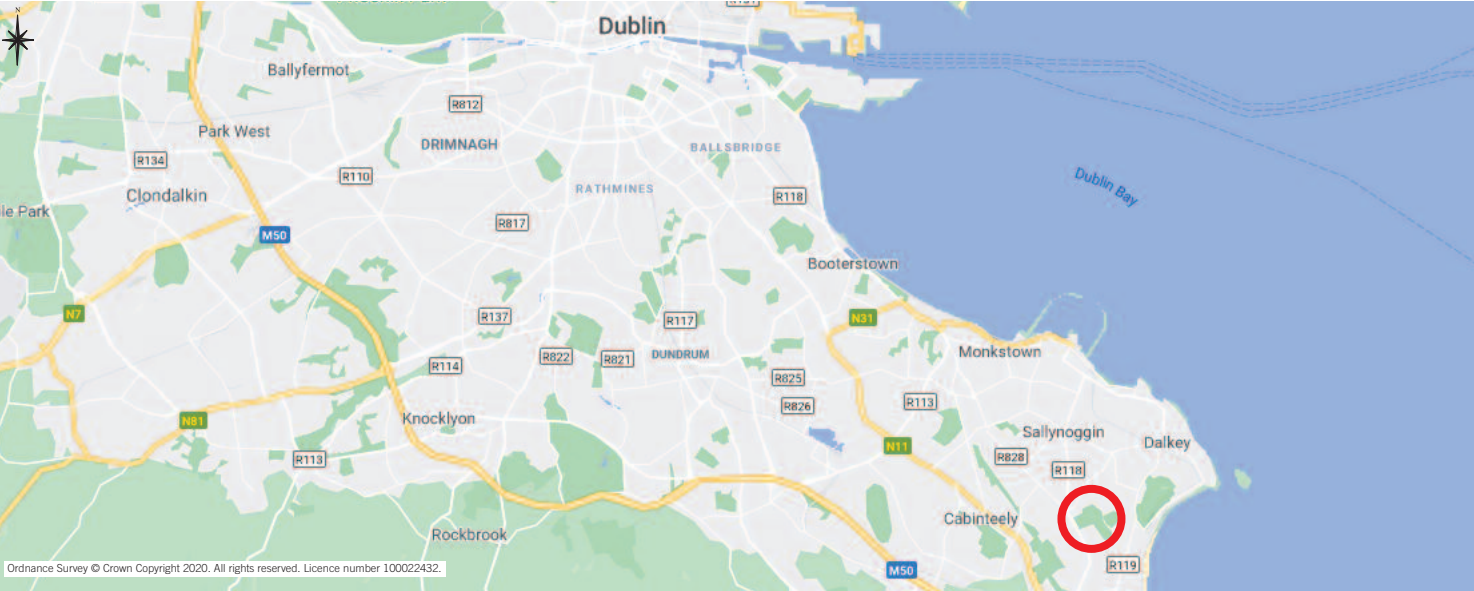 N
Dublin
Ballyfermot
R812
Park West
DRIMNAGH
BALLSBRIDGE
R134
R110
RATHMINES
Dublin Bay
Clondalkin
R118
le Park
R817
M50
Booterstown
N7
R137
R117
N31
R822
R821
DUNDRUM
Monkstown
R114
R825
R826
R113
N81
Knocklyon
Sallynoggin
Dalkey
N11
R113
R828
R118
Cabinteely
Rockbrook
R119
M50
Ordnance Survey © Crown Copyright 2020. All rights reserved. Licence number 100022432.